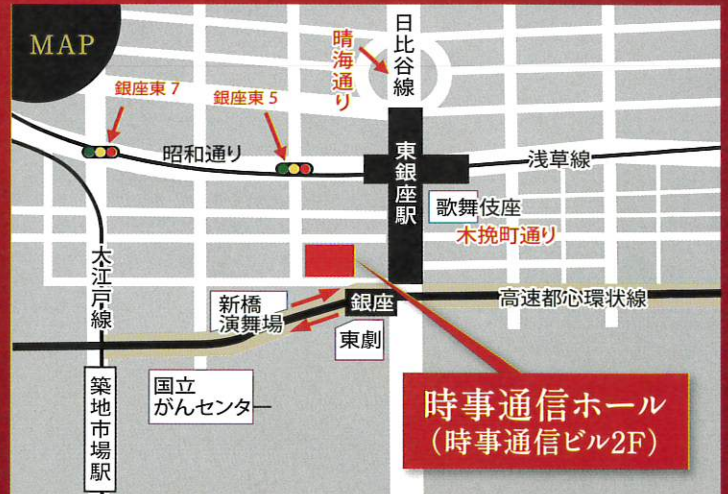 MAP
日比谷線
晴海通り
銀座東7
銀座東5
昭和通り
東銀座駅
浅草線
歌舞伎座
木挽町通り
大江戸線
新橋
演舞場
銀座
高速都心環状線
東劇
築地市場駅
国立
がんセンター
時事通信ホール
（時事通信ビル2F）